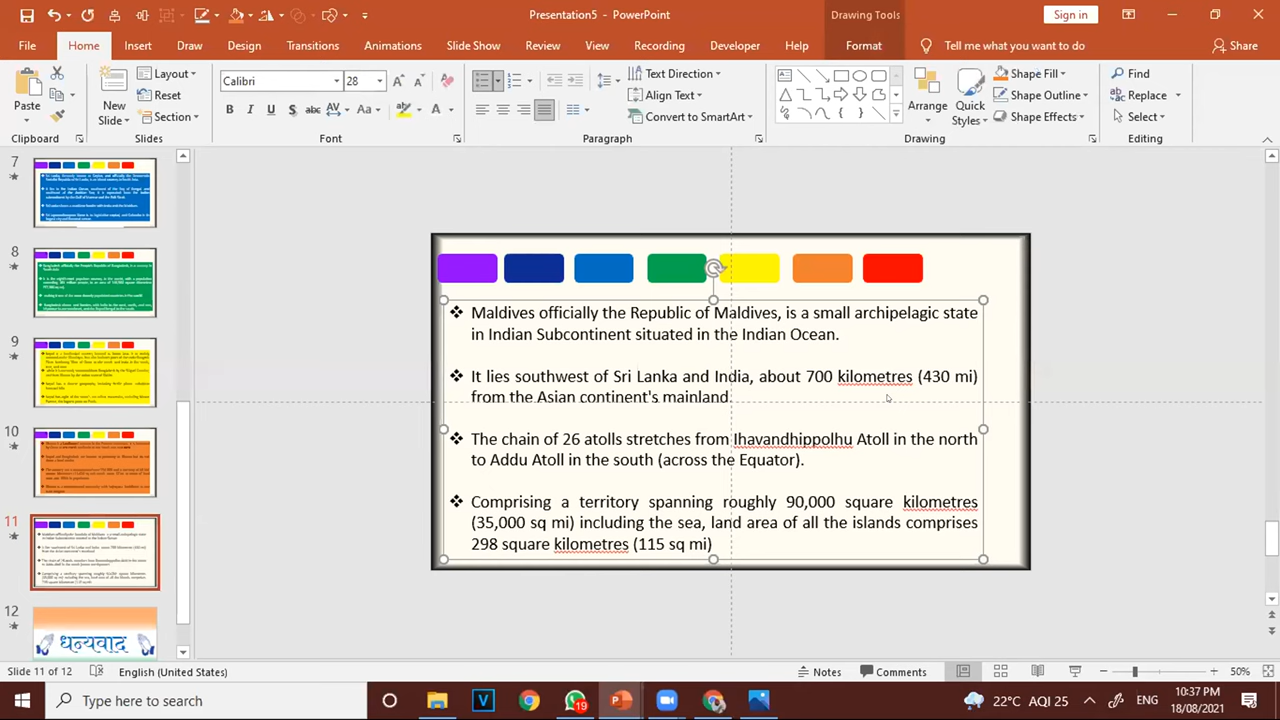 Presentation5 - PowerPoint
Drawing Tools
Sign in
File Home Insert Draw Design Transitions Animations Slide Show Review View Recording Developer Help Format Tell me what you want to do Share
Paste
New Slide
Layout
Reset
Section
Calibri 28
Text Direction
Align Text
Convert to SmartArt
Arrange
Quick Styles
Shape Fill
Shape Outline
Shape Effects
Find
Replace
Select
Clipboard Slides Font Paragraph Drawing Editing
7
8
9
10
11
12
धन्यवाद
❖ Maldives officially the Republic of Maldives, is a small archipelagic state
in Indian Subcontinent situated in the Indian Ocean.
❖ It lies southwest of Sri Lanka and India, about 700 kilometres (430 mi)
from the Asian continent's mainland
❖ The chain of 26 atolls stretches from Ihavandhippolhu Atoll in the north
to Addu Atoll in the south (across the Equator).
❖ Comprising a territory spanning roughly 90,000 square kilometres
(35,000 sq mi) including the sea, land area of all the islands comprises
298 square kilometres (115 sq mi)
Slide 11 of 12 English (United States) Notes Comments 50%
Type here to search
19
22°C AQI 25 ENG
10:37 PM
18/08/2021